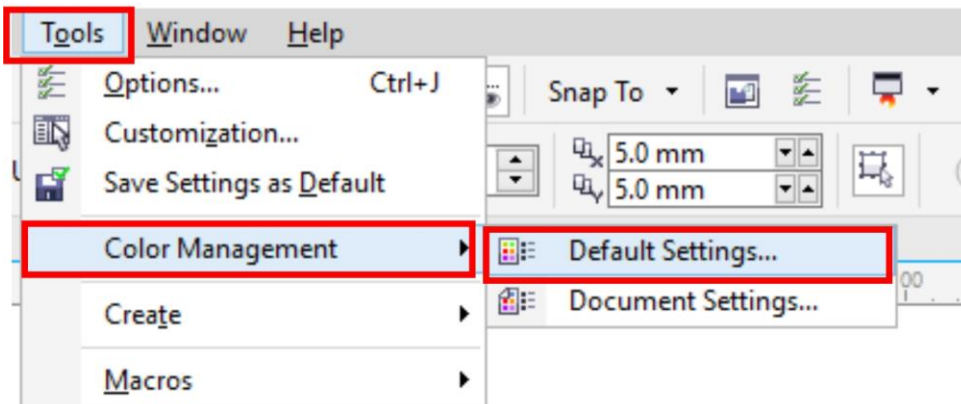 Tools Window Help
Options... Ctrl+J
Snap To
Customization...
5.0 mm
Save Settings as Default
5.0 mm
Color Management
Default Settings...
Document Settings...
Create
Macros